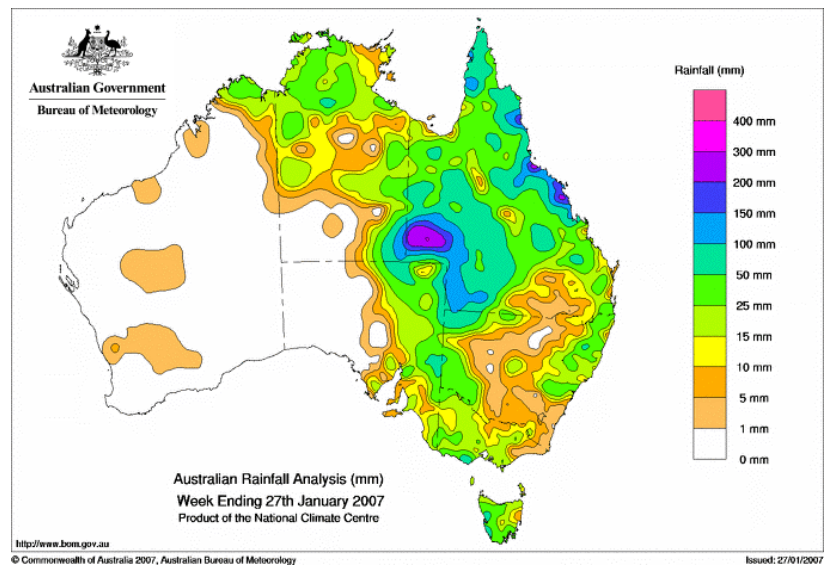 Australian Government
Bureau of Meteorology
Rainfall (mm)
400 mm
300 mm
200 mm
150 mm
100 mm
50 mm
25 mm
15 mm
10 mm
5 mm
1 mm
0 mm
Australian Rainfall Analysis (mm)
Week Ending 27th January 2007
Product of the National Climate Centre
http://www.bom.gov.au
© Commonwealth of Australia 2007, Australian Bureau of Meteorology
Issued: 27/01/2007